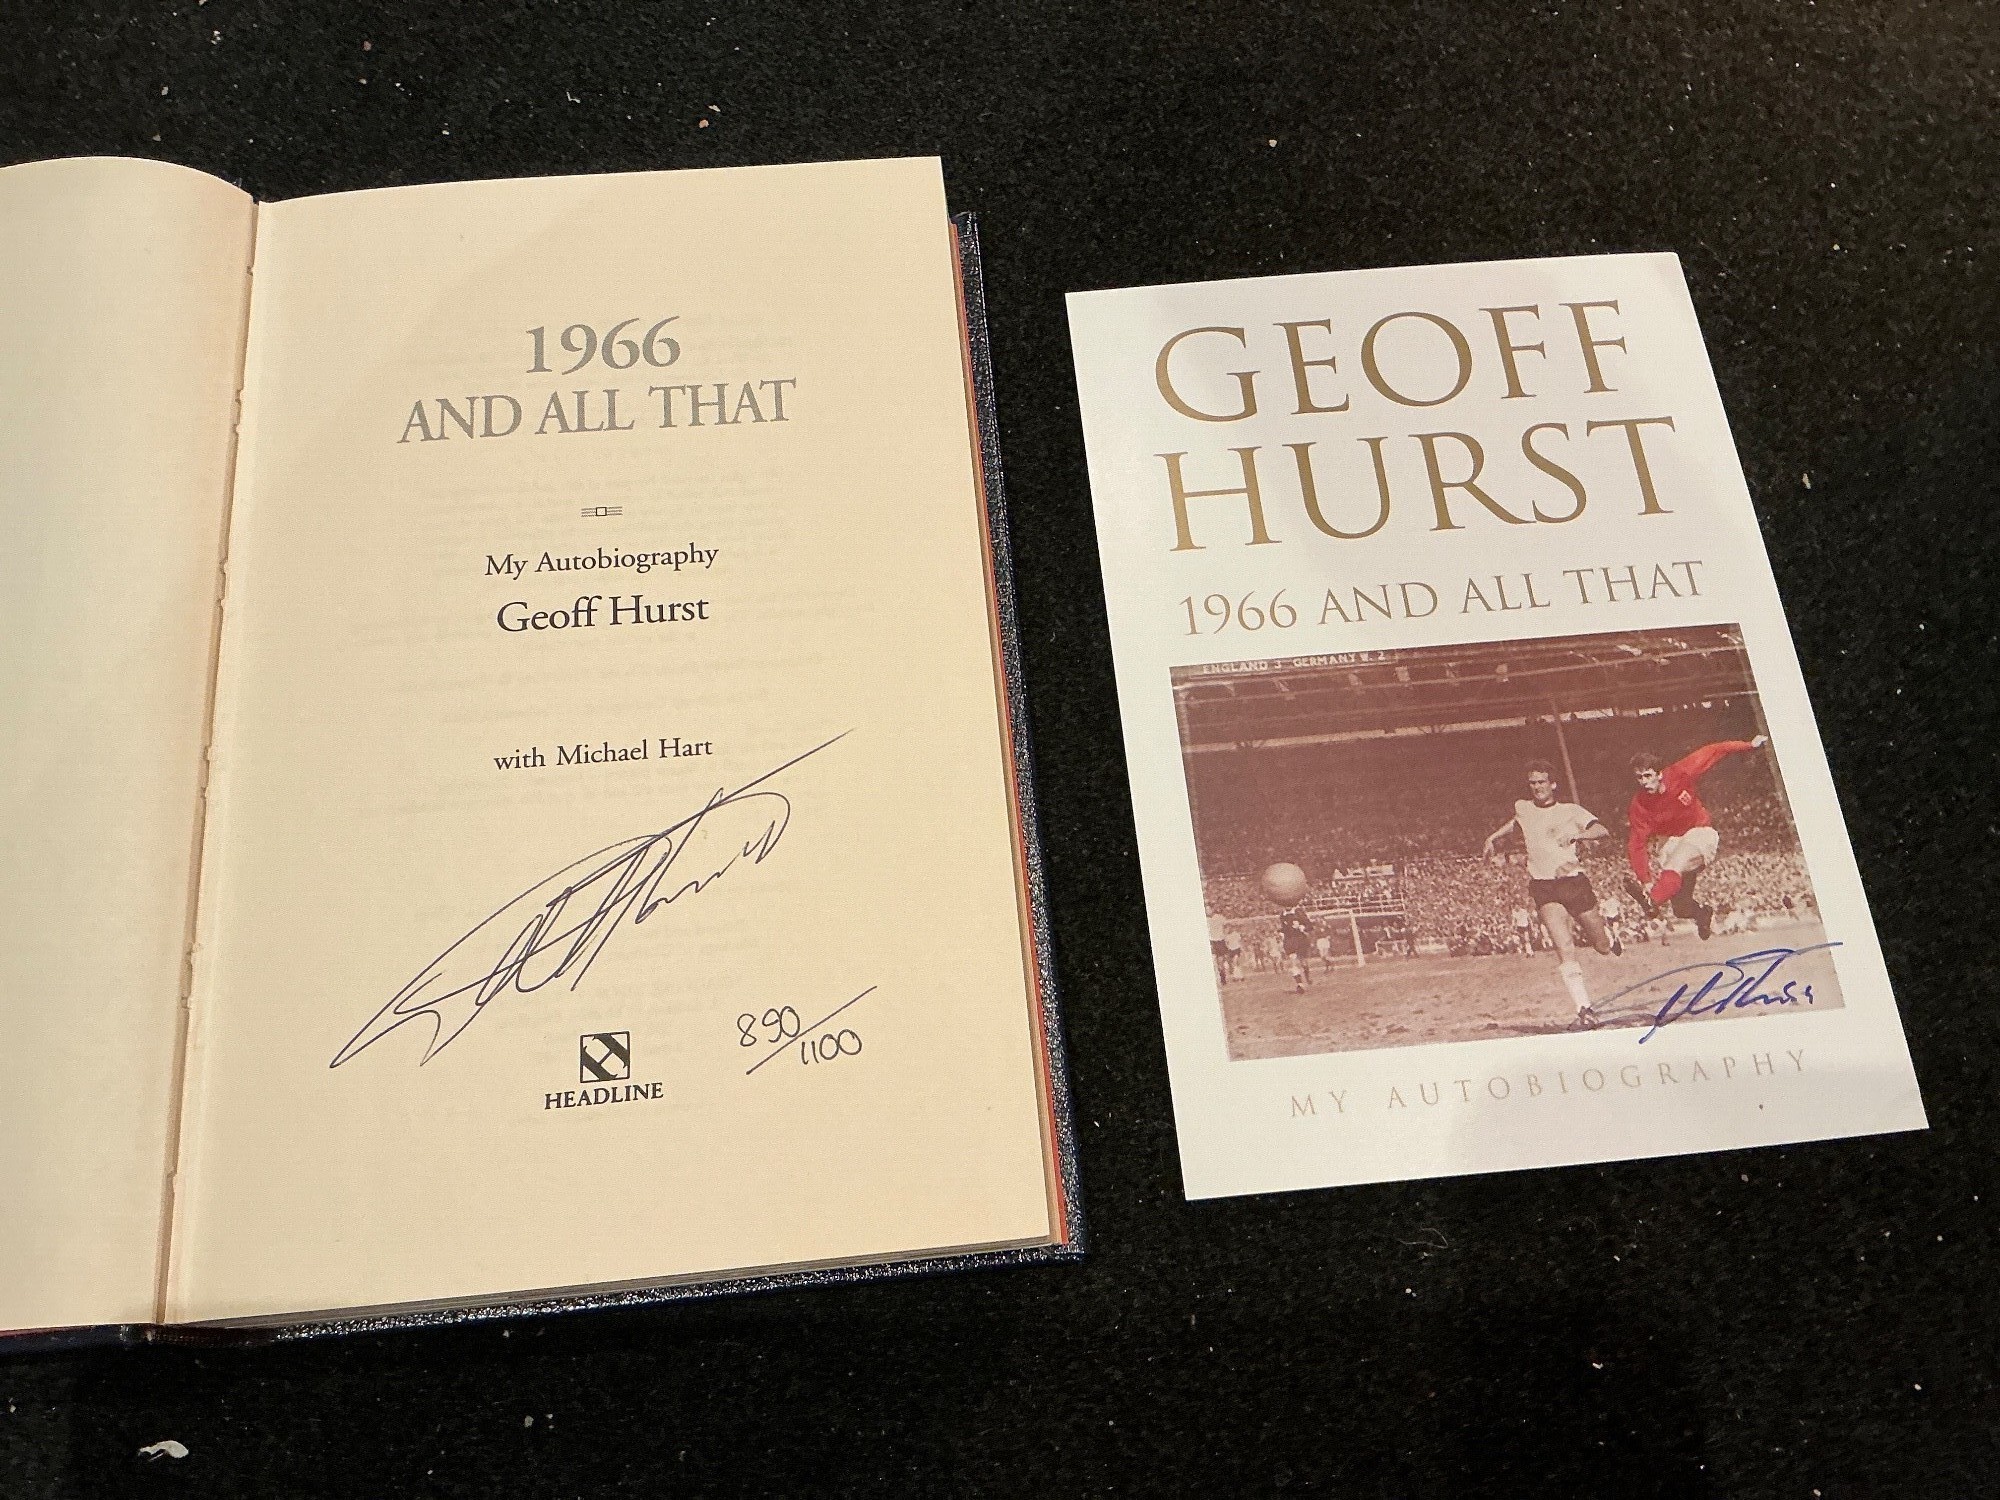 1966
AND ALL THAT
My Autobiography
Geoff Hurst
with Michael Hart
890/1100
HEADLINE
GEOFF
HURST
1966 AND ALL THAT
ENGLAND 3 GERMANY W. 2
MY AUTOBIOGRAPHY